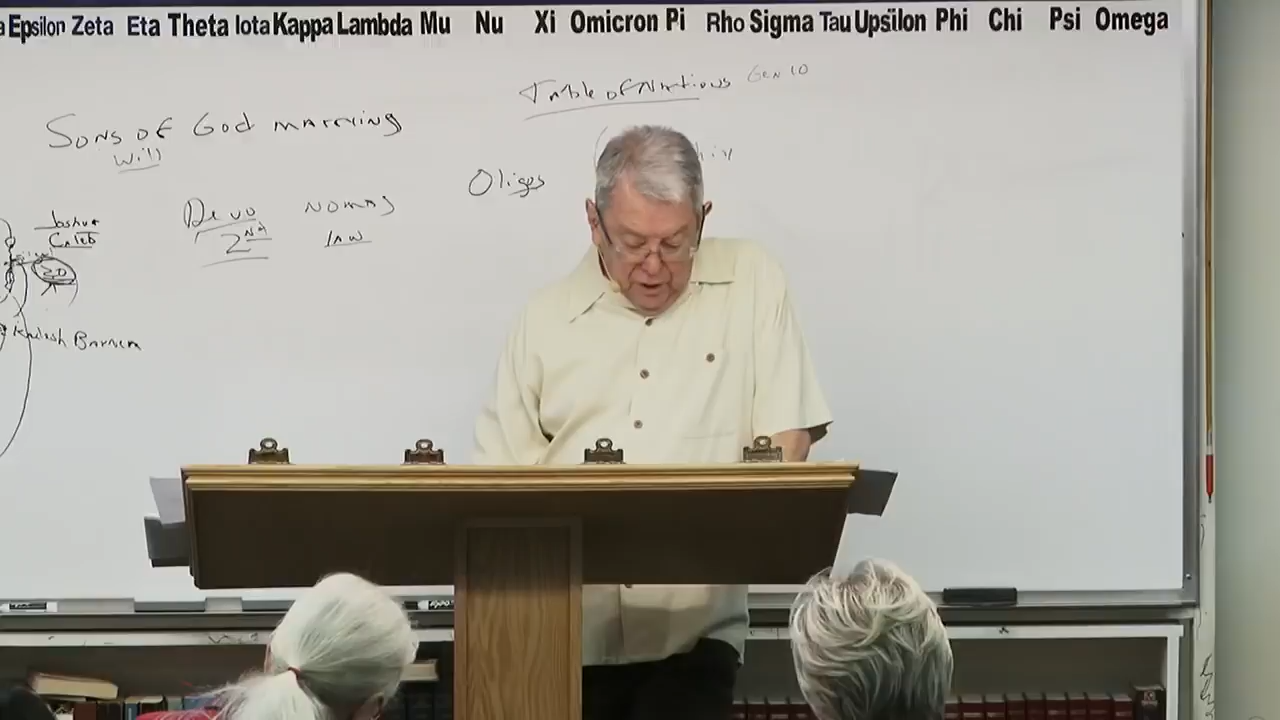 Epsilon Zeta Eta Theta Iota Kappa Lambda Mu Nu Xi Omicron Pi Rho Sigma Tau Upsilon Phi Chi Psi Omega
Table of Nations Gen 10
Sons of God marrying
Will
Oligos
Deuo Nomos
2nd law
Joshua
Caleb
20
Kadesh Barnea